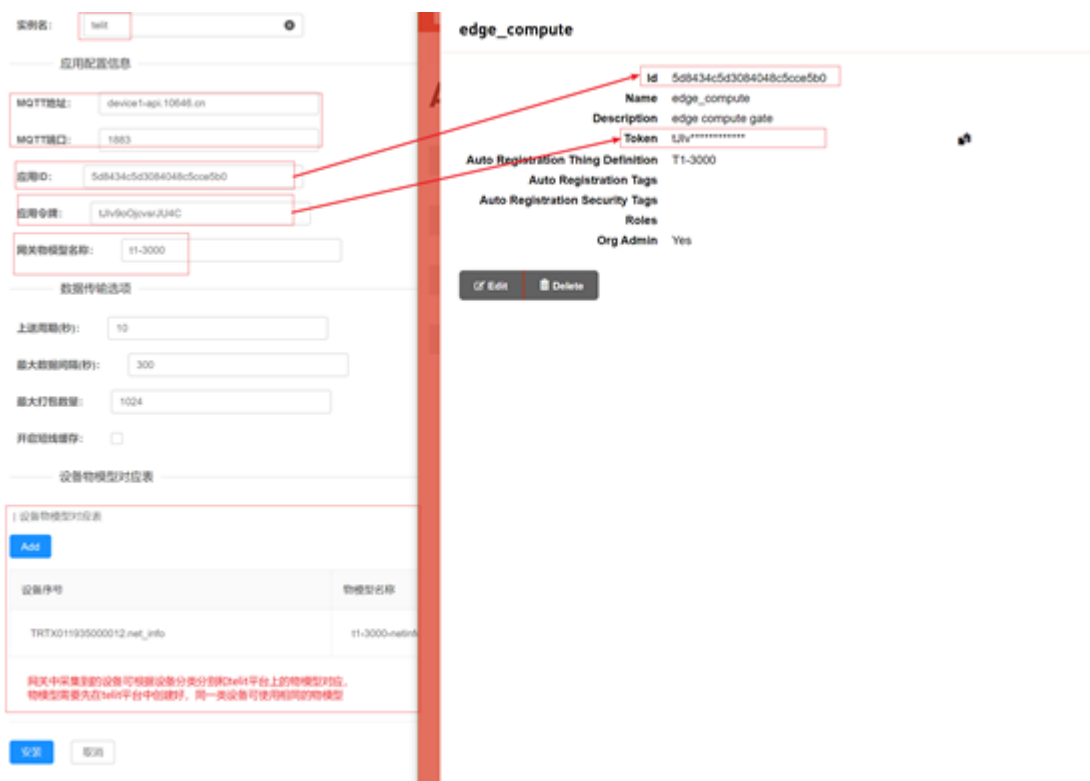 实例名: telit
应用配置信息
MQTT地址: device1-api.10646.cn
MQTT端口: 1883
应用ID: 5d8434c5d3084048c5cce5b0
应用令牌: tJIv9oOjcvsrJU4C
网关物模型名称: t1-3000
数据传输选项
上送周期(秒): 10
最大数据间隔(秒): 300
最大打包数量: 1024
开启短线缓存:
设备物模型对应表
| 设备物模型对应表
Add
设备序号 物模型名称
TRTX011935000012.net_info t1-3000-netinfo
网关中采集到的设备可根据设备分类分别和telit平台上的物模型对应,
物模型需要先在telit平台中创建好,同一类设备可使用相同的物模型
安装 取消
edge_compute
Id 5d8434c5d3084048c5cce5b0
Name edge_compute
Description edge compute gate
Token tJIv************
Auto Registration Thing Definition T1-3000
Auto Registration Tags
Auto Registration Security Tags
Roles
Org Admin Yes
Edit Delete